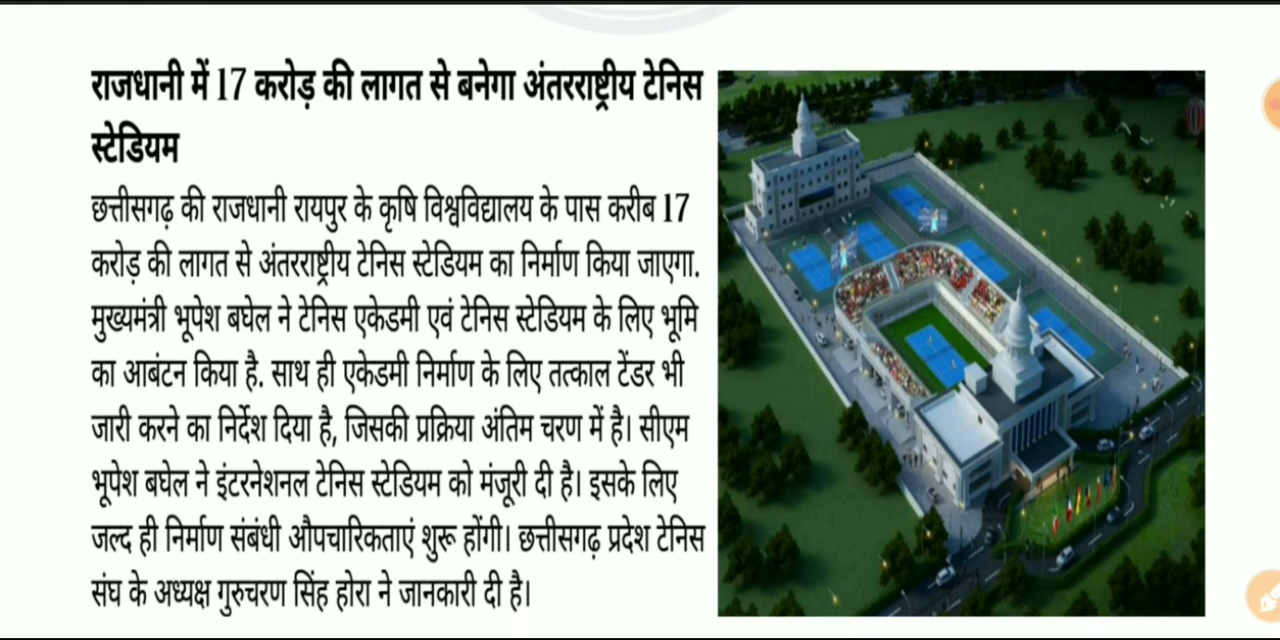 राजधानी में 17 करोड़ की लागत से बनेगा अंतरराष्ट्रीय टेनिस
स्टेडियम
छत्तीसगढ़ की राजधानी रायपुर के कृषि विश्वविद्यालय के पास करीब 17
करोड़ की लागत से अंतरराष्ट्रीय टेनिस स्टेडियम का निर्माण किया जाएगा.
मुख्यमंत्री भूपेश बघेल ने टेनिस एकेडमी एवं टेनिस स्टेडियम के लिए भूमि
का आबंटन किया है. साथ ही एकेडमी निर्माण के लिए तत्काल टेंडर भी
जारी करने का निर्देश दिया है, जिसकी प्रक्रिया अंतिम चरण में है। सीएम
भूपेश बघेल ने इंटरनेशनल टेनिस स्टेडियम को मंजूरी दी है। इसके लिए
जल्द ही निर्माण संबंधी औपचारिकताएं शुरू होंगी। छत्तीसगढ़ प्रदेश टेनिस
संघ के अध्यक्ष गुरुचरण सिंह होरा ने जानकारी दी है।